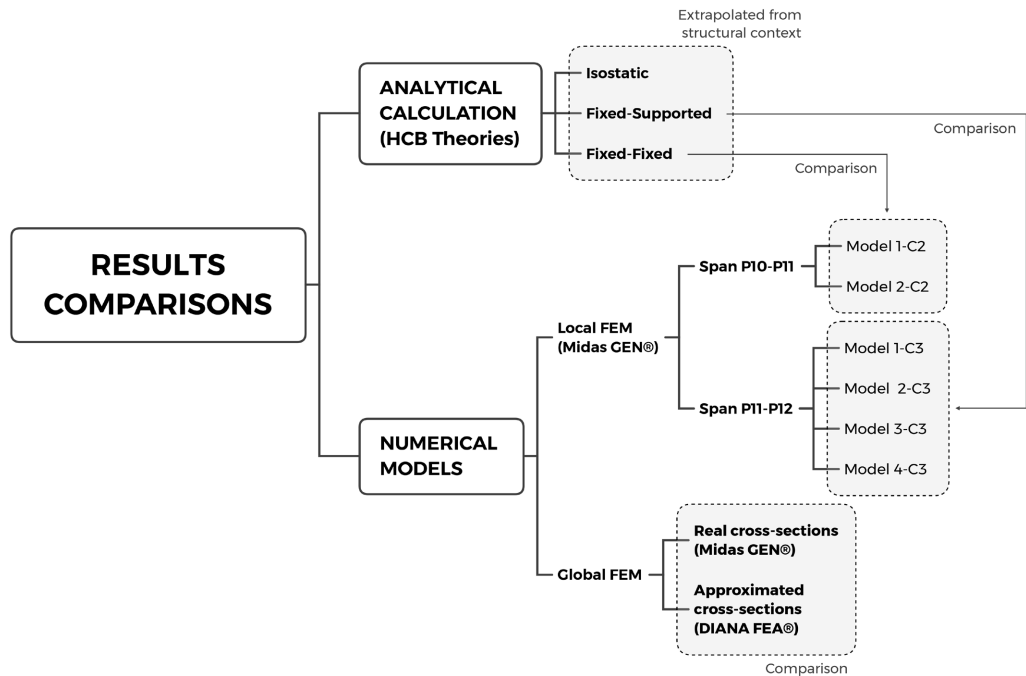 Extrapolated from
structural context
ANALYTICAL
CALCULATION
(HCB Theories)
Isostatic
Fixed-Supported
Fixed-Fixed
Comparison
Comparison
RESULTS
COMPARISONS
Local FEM
(Midas GEN®)
Span P10-P11
Model 1-C2
Model 2-C2
Span P11-P12
Model 1-C3
Model 2-C3
Model 3-C3
Model 4-C3
NUMERICAL
MODELS
Global FEM
Real cross-sections
(Midas GEN®)
Approximated
cross-sections
(DIANA FEA®)
Comparison